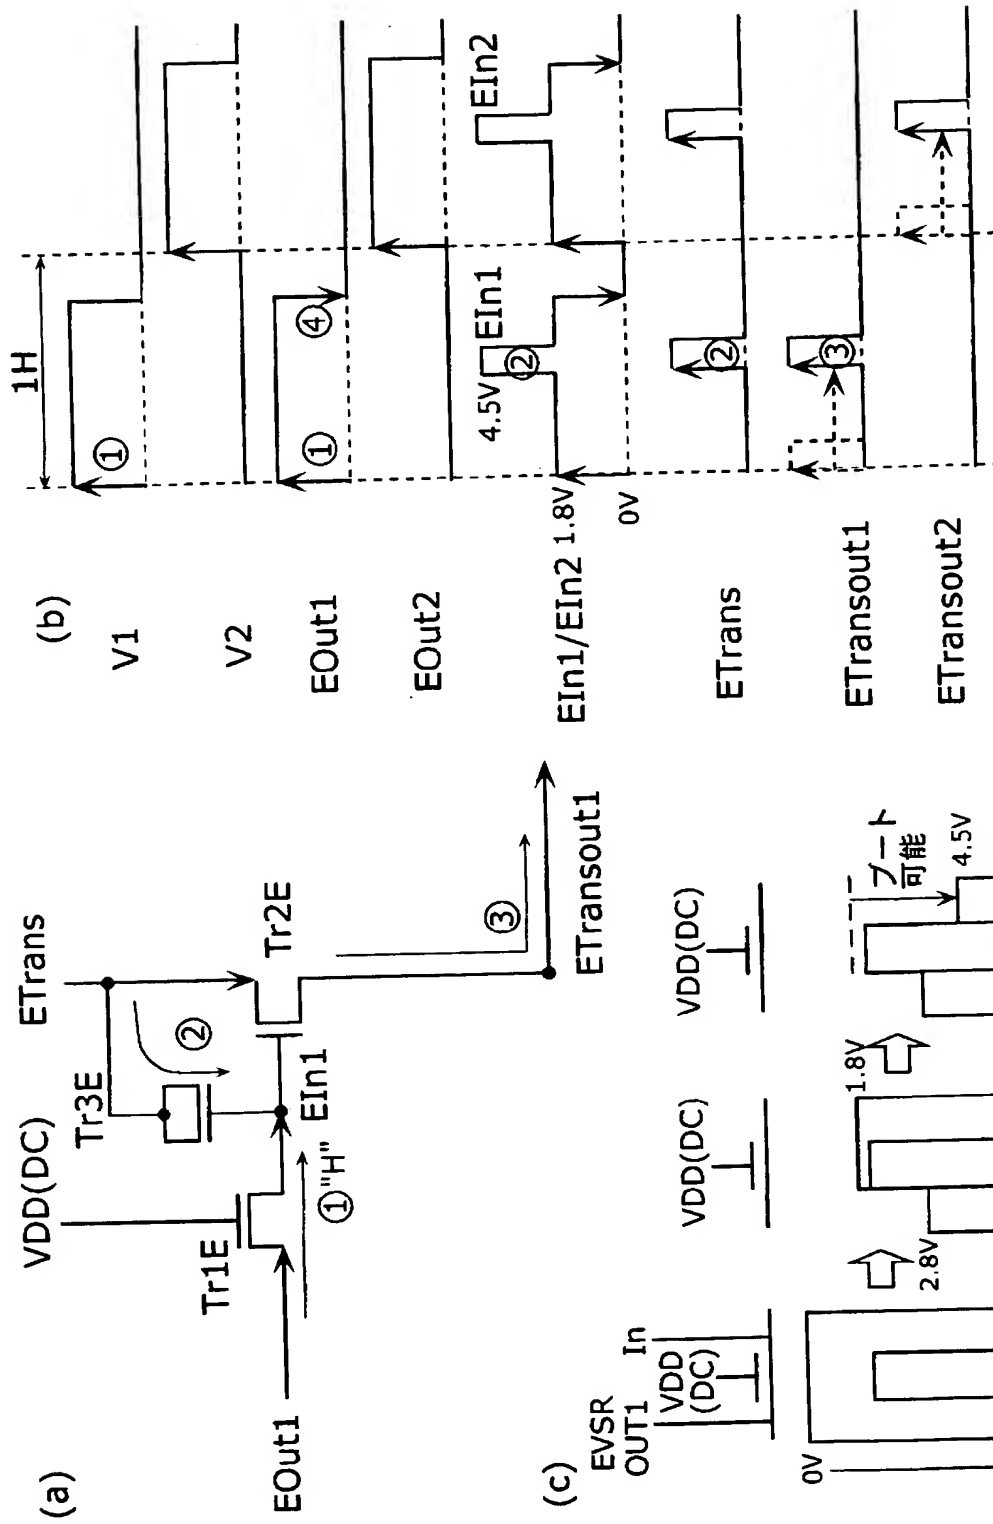 (a)
VDD(DC)
ETrans
Tr3E
②
Tr1E
Tr2E
①"H"
EIn1
③
EOut1
ETransout1
(b)
1H
V1
①
V2
EOut1
①
④
EOut2
EIn1/EIn2
4.5V
1.8V
0V
②
EIn1
EIn2
ETrans
②
ETransout1
③
ETransout2
(c)
EVSR
OUT1
In
VDD
(DC)
VDD(DC)
VDD(DC)
0V
2.8V
1.8V
ブート
可能
4.5V